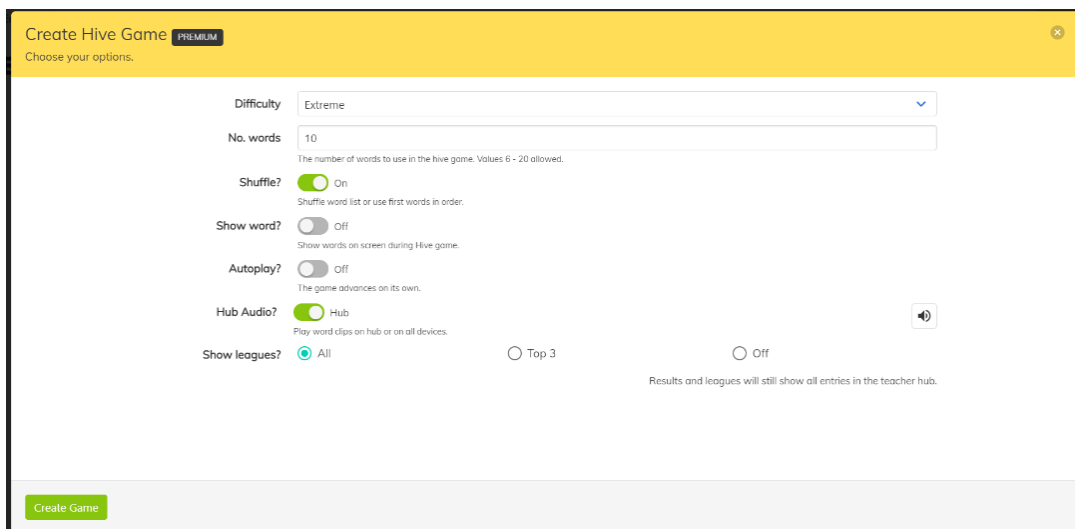 Create Hive Game PREMIUM
Choose your options.
Difficulty Extreme
No. words 10
The number of words to use in the hive game. Values 6 - 20 allowed.
Shuffle? On
Shuffle word list or use first words in order.
Show word? Off
Show words on screen during Hive game.
Autoplay? Off
The game advances on its own.
Hub Audio? Hub
Play word clips on hub or on all devices.
Show leagues? All Top 3 Off
Results and leagues will still show all entries in the teacher hub.
Create Game